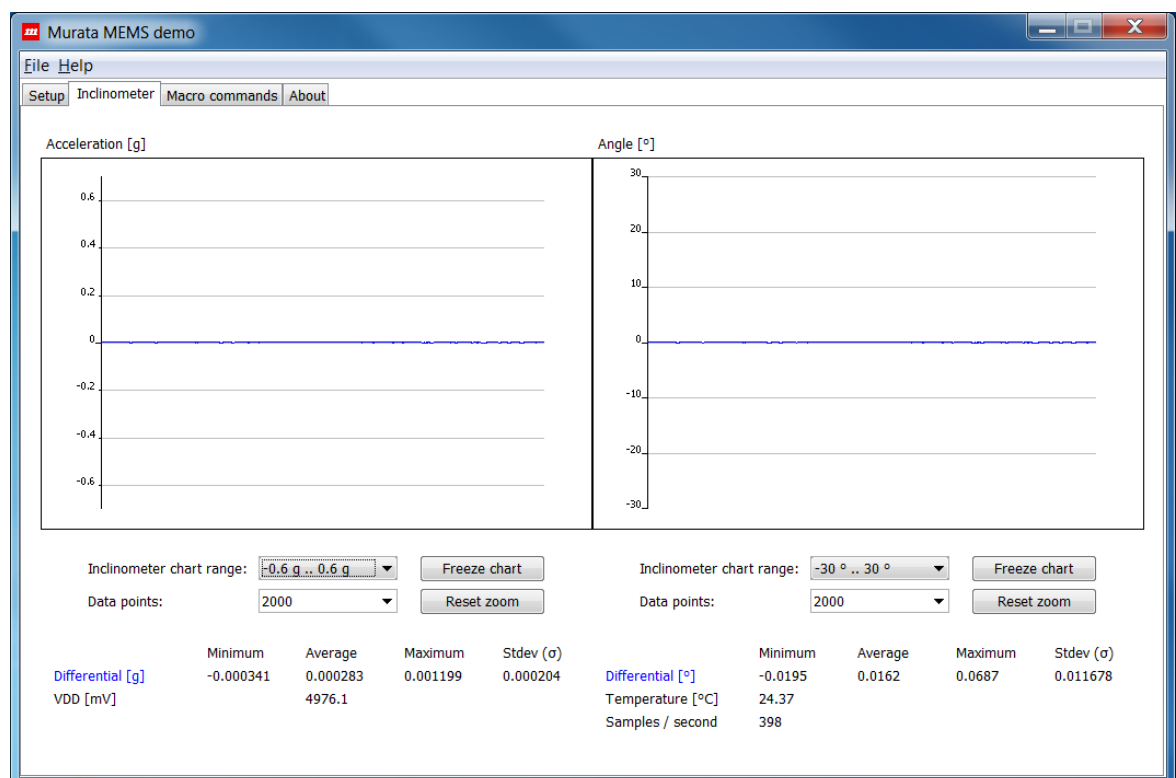 m Murata MEMS demo
File Help
Setup Inclinometer Macro commands About
Acceleration [g]
0.6
0.4
0.2
0
-0.2
-0.4
-0.6
Angle [°]
30
20
10
0
-10
-20
-30
Inclinometer chart range: -0.6 g .. 0.6 g Freeze chart
Data points: 2000 Reset zoom
Inclinometer chart range: -30 ° .. 30 ° Freeze chart
Data points: 2000 Reset zoom
Minimum Average Maximum Stdev (σ)
Differential [g] -0.000341 0.000283 0.001199 0.000204
VDD [mV] 4976.1
Minimum Average Maximum Stdev (σ)
Differential [°] -0.0195 0.0162 0.0687 0.011678
Temperature [°C] 24.37
Samples / second 398